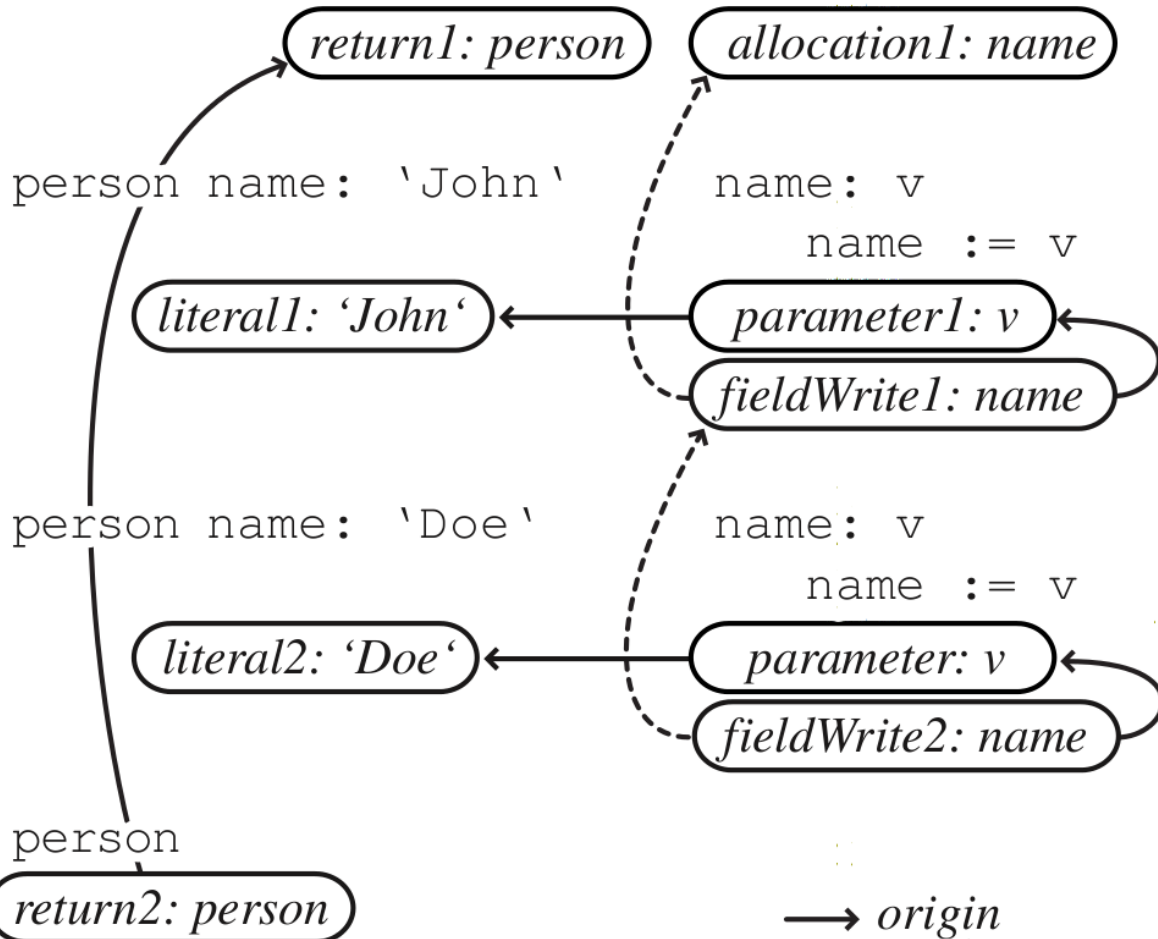 return1: person
allocation1: name
person name: ‘John‘
name: v
name := v
literal1: ‘John‘
parameter1: v
fieldWrite1: name
person name: ‘Doe‘
name: v
name := v
literal2: ‘Doe‘
parameter: v
fieldWrite2: name
person
return2: person
origin